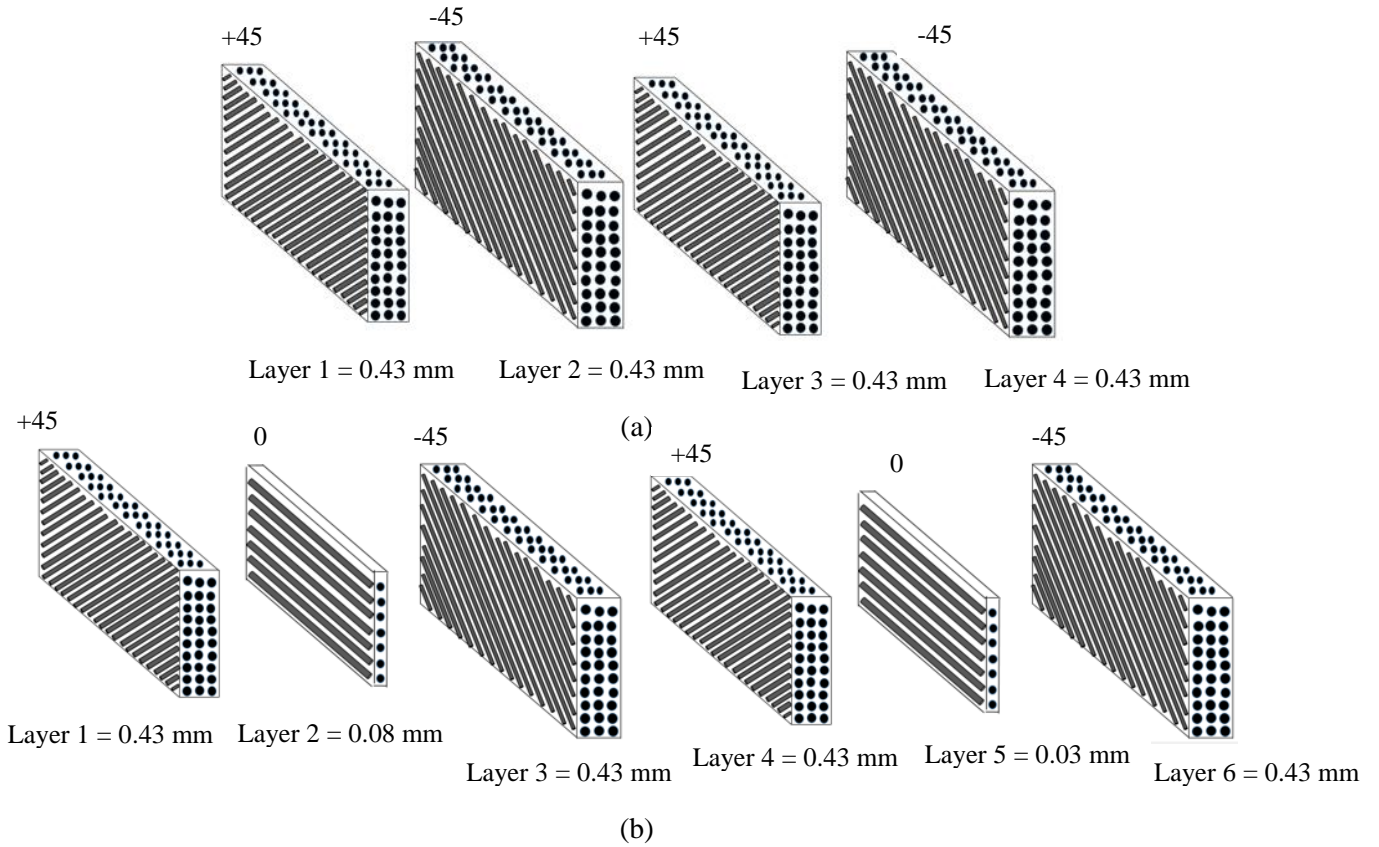 +45
-45
+45
-45
Layer 1 = 0.43 mm
Layer 2 = 0.43 mm
Layer 3 = 0.43 mm
Layer 4 = 0.43 mm
(a)
+45
0
-45
+45
0
-45
Layer 1 = 0.43 mm
Layer 2 = 0.08 mm
Layer 3 = 0.43 mm
Layer 4 = 0.43 mm
Layer 5 = 0.03 mm
Layer 6 = 0.43 mm
(b)